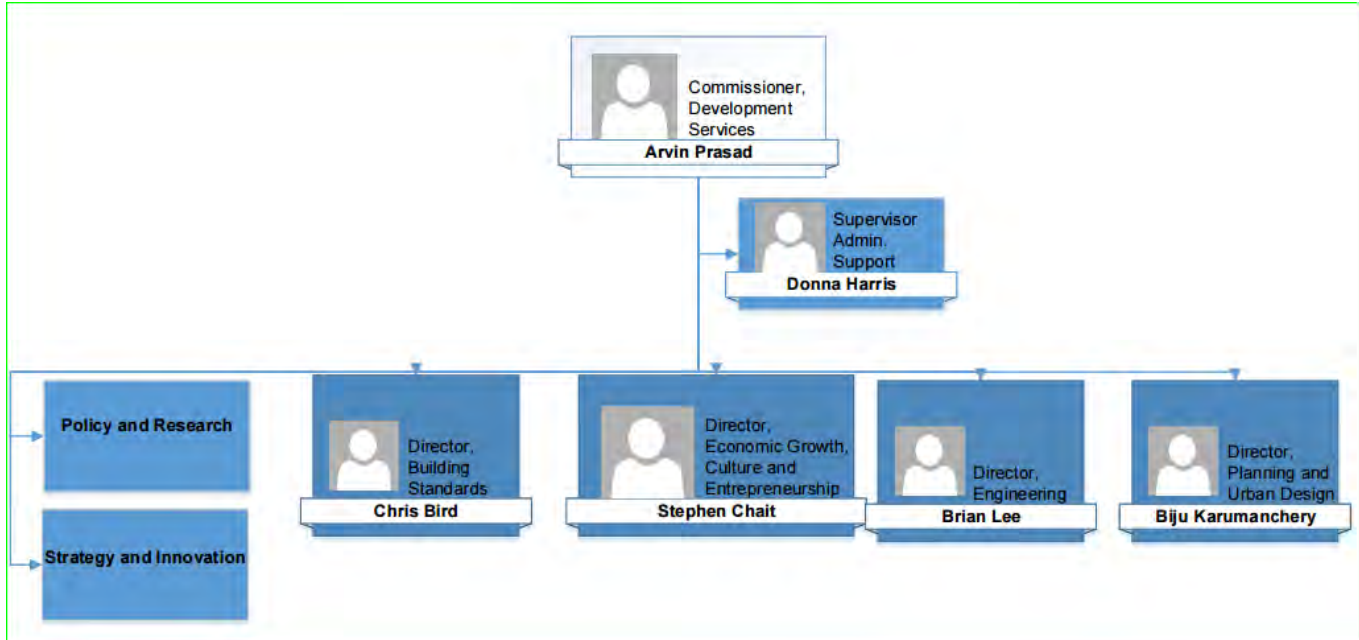 Commissioner,
Development
Services
Arvin Prasad
Supervisor
Admin.
Support
Donna Harris
Policy and Research
Strategy and Innovation
Director,
Building
Standards
Chris Bird
Director,
Economic Growth,
Culture and
Entrepreneurship
Stephen Chait
Director,
Engineering
Brian Lee
Director,
Planning and
Urban Design
Biju Karumanchery